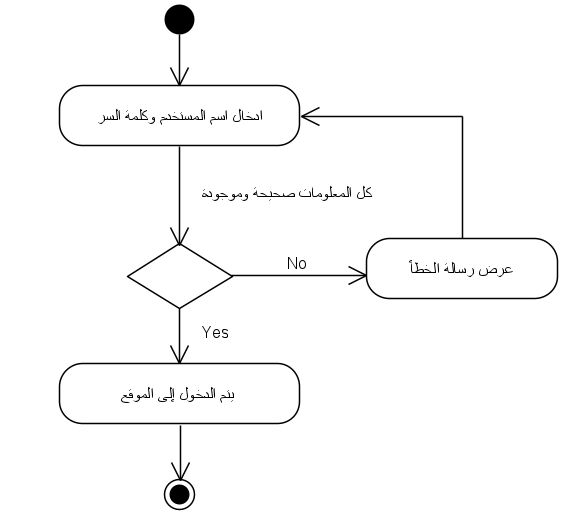 ادخال اسم المستخدم وكلمة السر
كل المعلومات صحيحة وموجودة
No
عرض رسالة الخطأ
Yes
يتم الدخول إلى الموقع